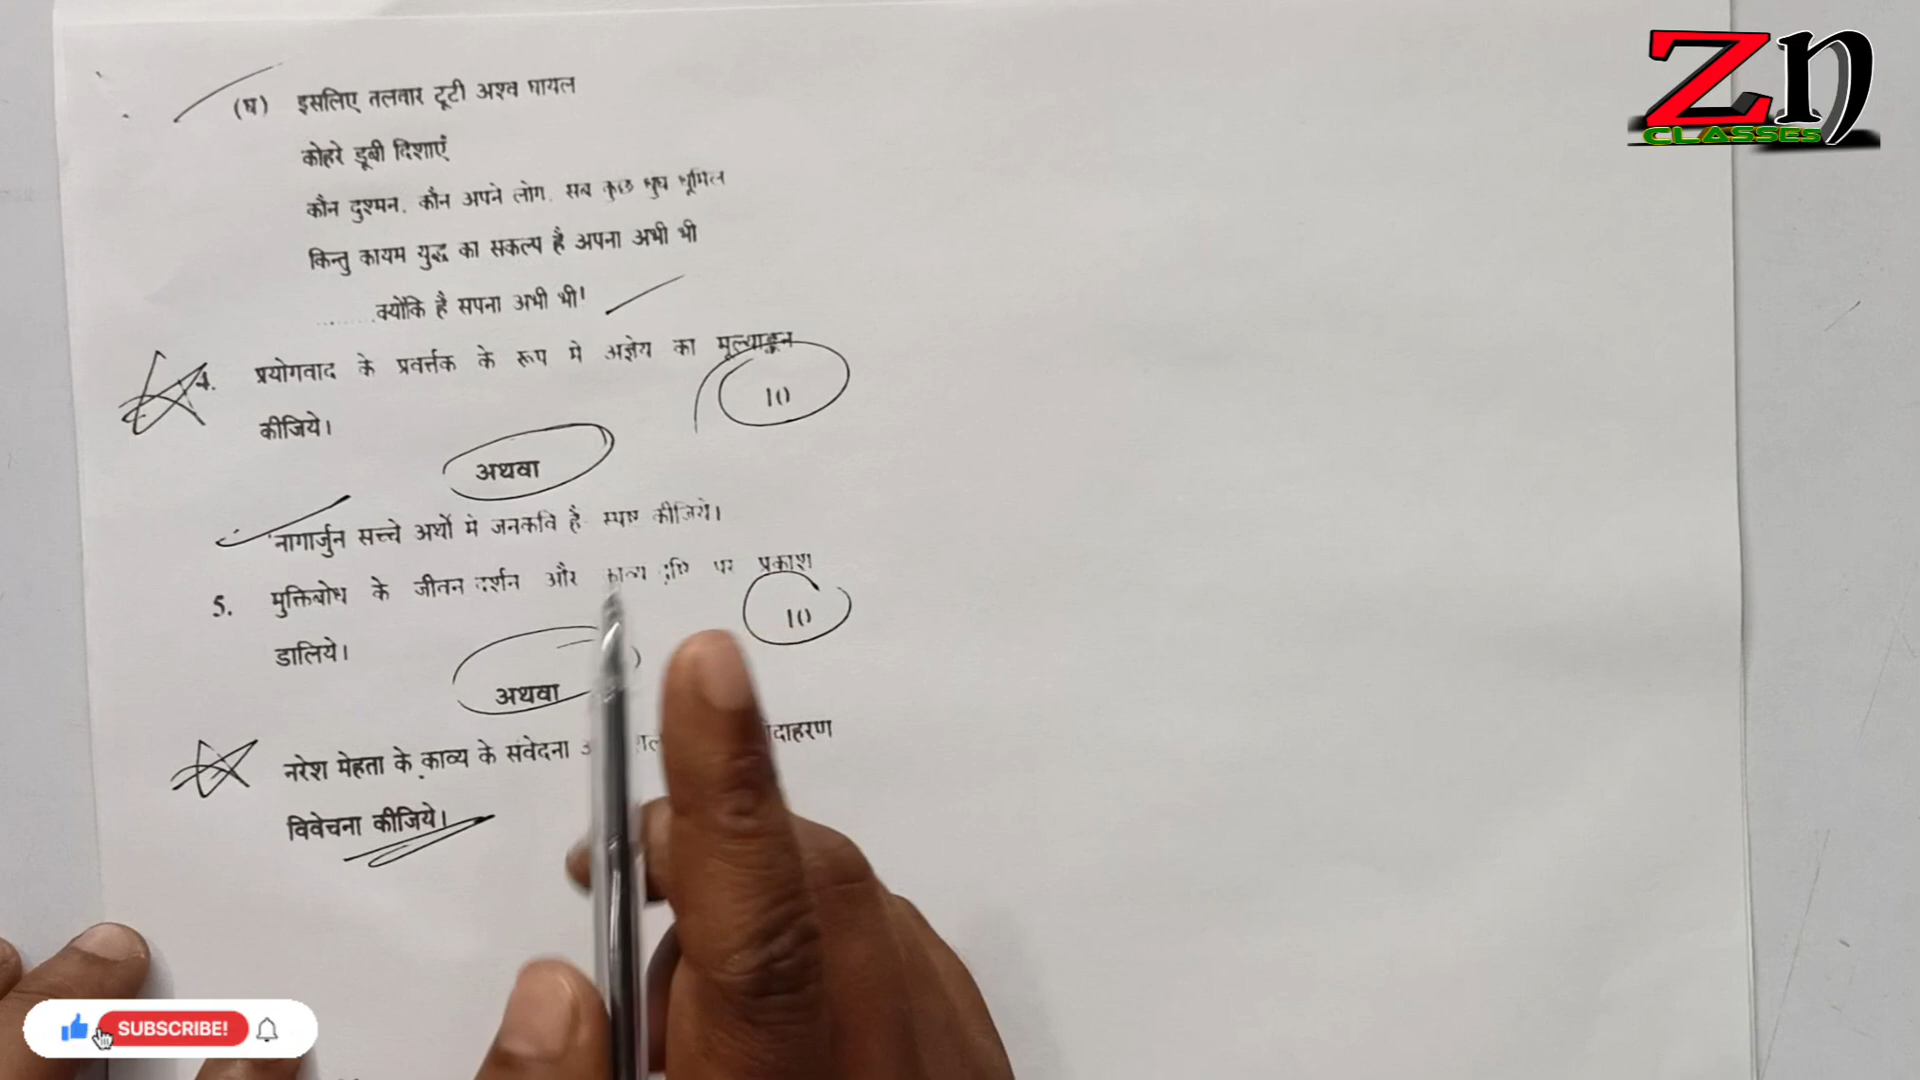 Zn
CLASSES
(घ) इसलिए तलवार टूटी अश्व घायल
कोहरे डूबी दिशाएँ
कौन दुश्मन, कौन अपने लोग, सब कुछ धुंध धूमिल
किन्तु कायम युद्ध का संकल्प है अपना अभी भी
........क्योंकि है सपना अभी भी!
4. प्रयोगवाद के प्रवर्त्तक के रूप मे अज्ञेय का मूल्याङ्कन
10
कीजिये।
अथवा
नागार्जुन सच्चे अर्थो मे जनकवि है स्पष्ट कीजिये।
5. मुक्तिबोध के जीवन दर्शन और काव्य दृष्टि पर प्रकाश
10
डालिये।
अथवा
नरेश मेहता के काव्य के संवेदना
विवेचना कीजिये।
SUBSCRIBE!